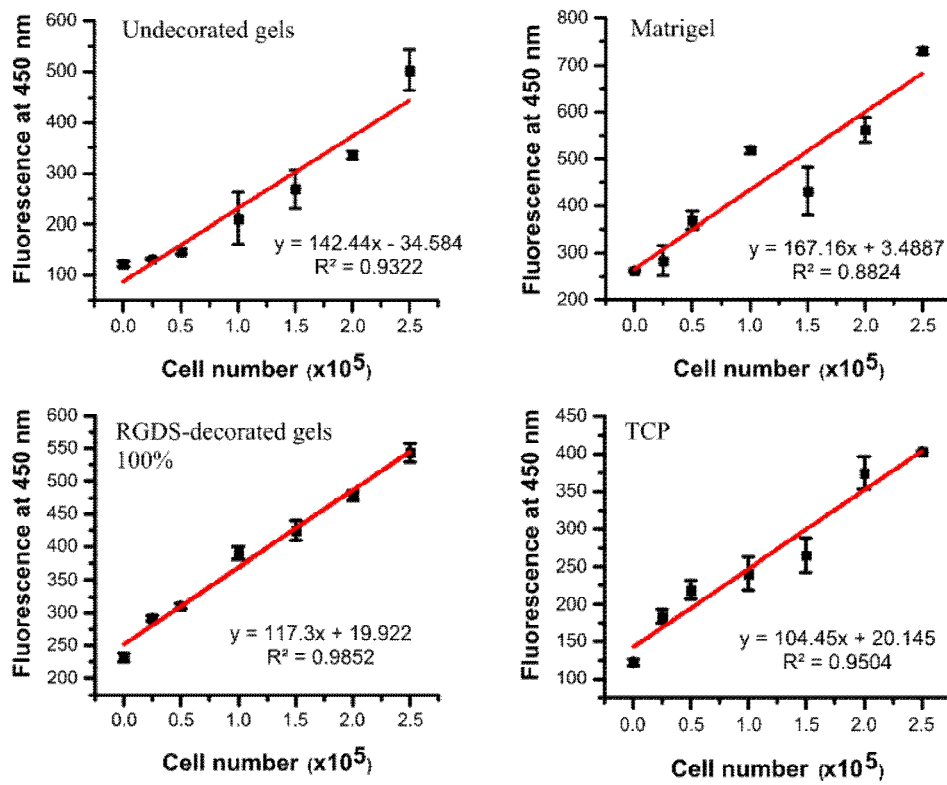 Undecorated gels
Fluorescence at 450 nm
600
500
400
300
200
100
y = 142.44x - 34.584
R² = 0.9322
0.0 0.5 1.0 1.5 2.0 2.5
Cell number (x10⁵)
Matrigel
Fluorescence at 450 nm
800
700
600
500
400
300
200
y = 167.16x + 3.4887
R² = 0.8824
0.0 0.5 1.0 1.5 2.0 2.5
Cell number (x10⁵)
RGDS-decorated gels
100%
Fluorescence at 450 nm
600
550
500
450
400
350
300
250
200
y = 117.3x + 19.922
R² = 0.9852
0.0 0.5 1.0 1.5 2.0 2.5
Cell number (x10⁵)
TCP
Fluorescence at 450 nm
450
400
350
300
250
200
150
100
y = 104.45x + 20.145
R² = 0.9504
0.0 0.5 1.0 1.5 2.0 2.5
Cell number (x10⁵)